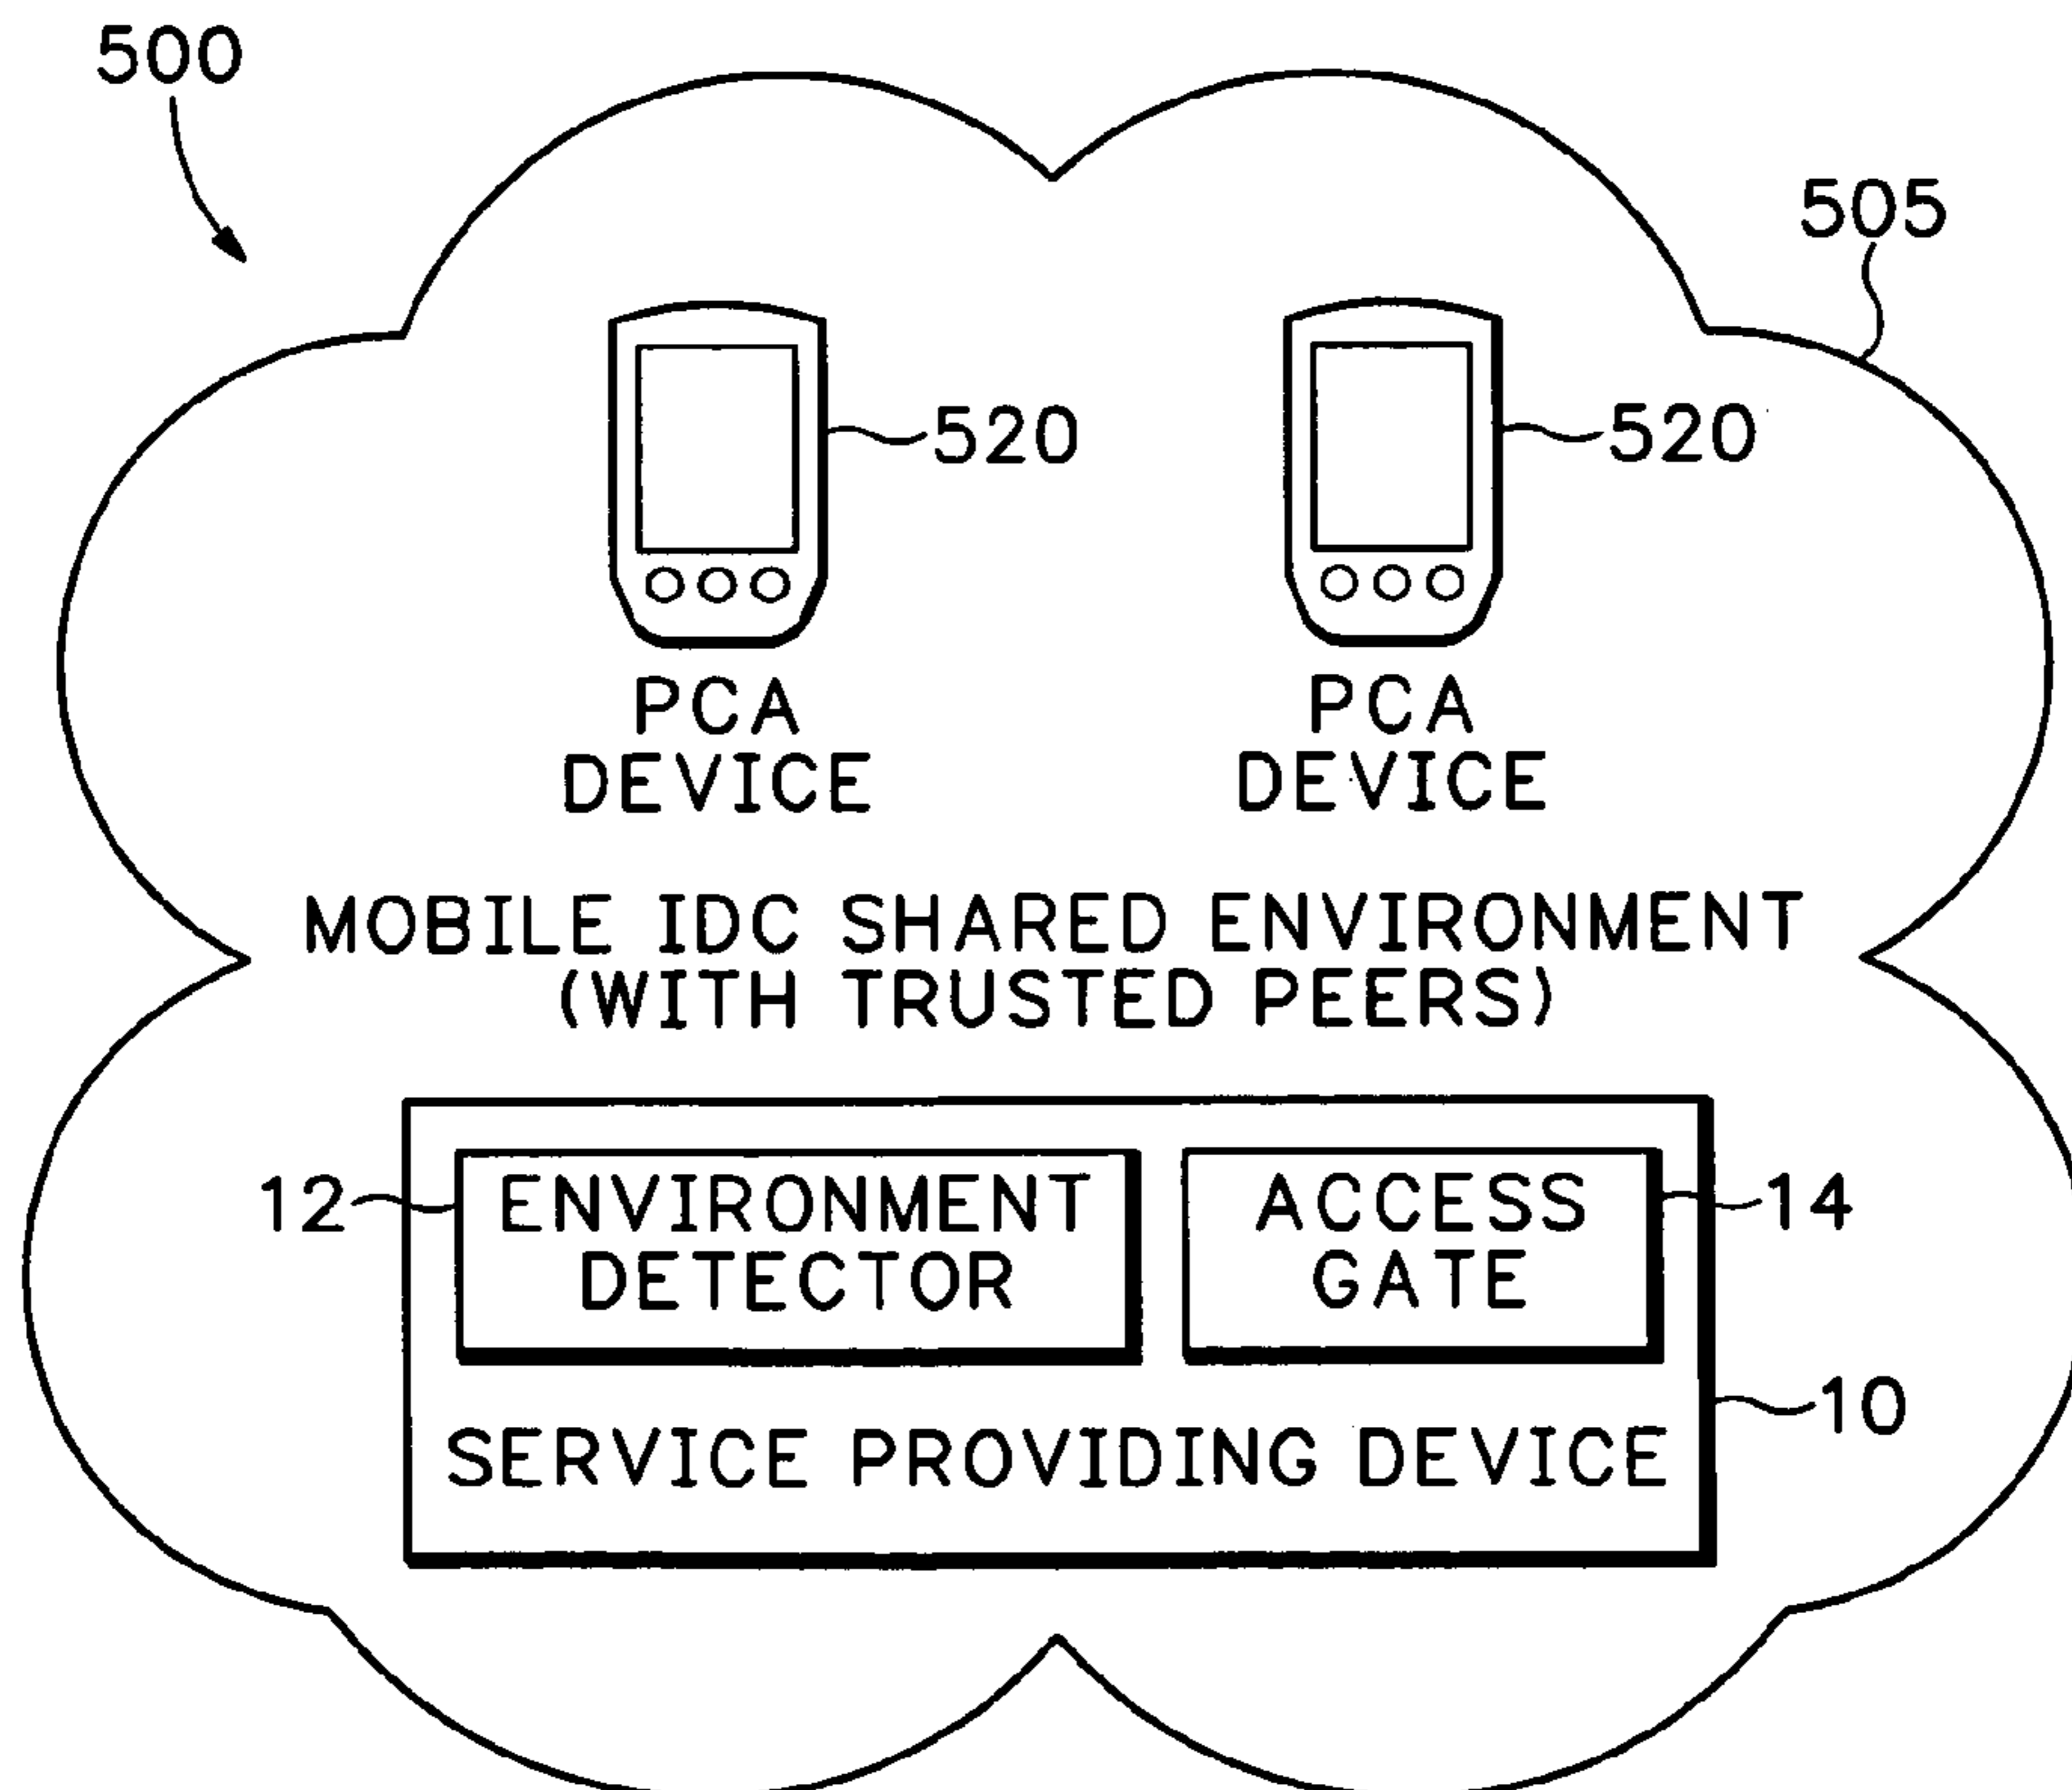 500
505
520
520
PCA
DEVICE
PCA
DEVICE
MOBILE IDC SHARED ENVIRONMENT
(WITH TRUSTED PEERS)
12
ENVIRONMENT
DETECTOR
ACCESS
GATE
14
10
SERVICE PROVIDING DEVICE